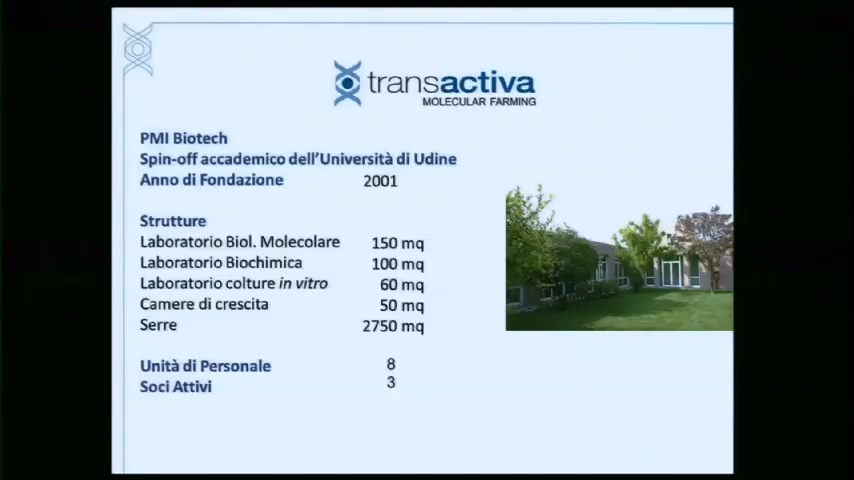 transactiva
MOLECULAR FARMING
PMI Biotech
Spin-off accademico dell'Università di Udine
Anno di Fondazione 2001
Strutture
Laboratorio Biol. Molecolare 150 mq
Laboratorio Biochimica 100 mq
Laboratorio colture in vitro 60 mq
Camere di crescita 50 mq
Serre 2750 mq
Unità di Personale 8
Soci Attivi 3